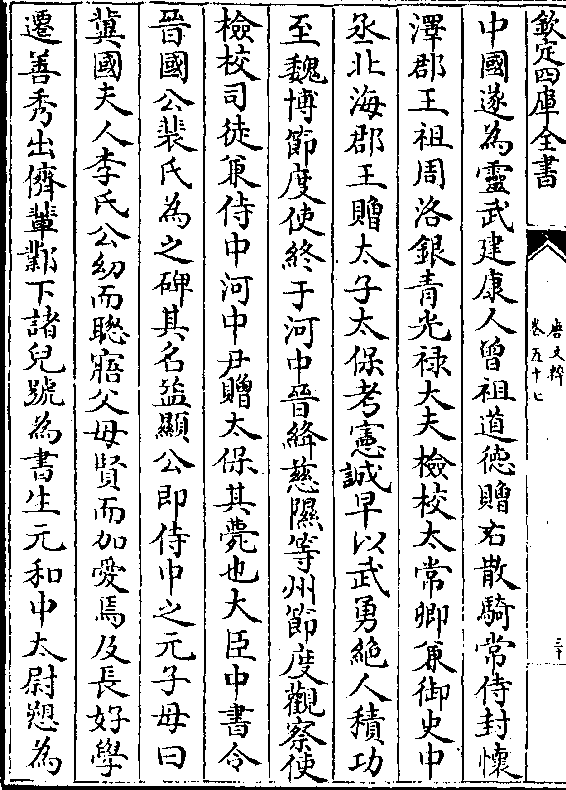 欽定四庫全書
唐文粹
卷五十七
三十
中國遂為靈武建康人曾祖道德贈右散騎常侍封懷
澤郡王祖周洛銀青光禄大夫檢校太常卿兼御史中
丞北海郡王贈太子太保考憲誠早以武勇絶人積功
至魏博節度使終于河中晉絳慈隰等州節度觀察使
檢校司徒兼侍中河中尹贈太保其薨也大臣中書令
晉國公裴氏為之碑其名益顯公即侍中之元子母曰
冀國夫人李氏公幼而聰寤父母賢而加愛焉及長好學
遷善秀出儕輩鄴下諸兒號為書生元和中太尉愬為